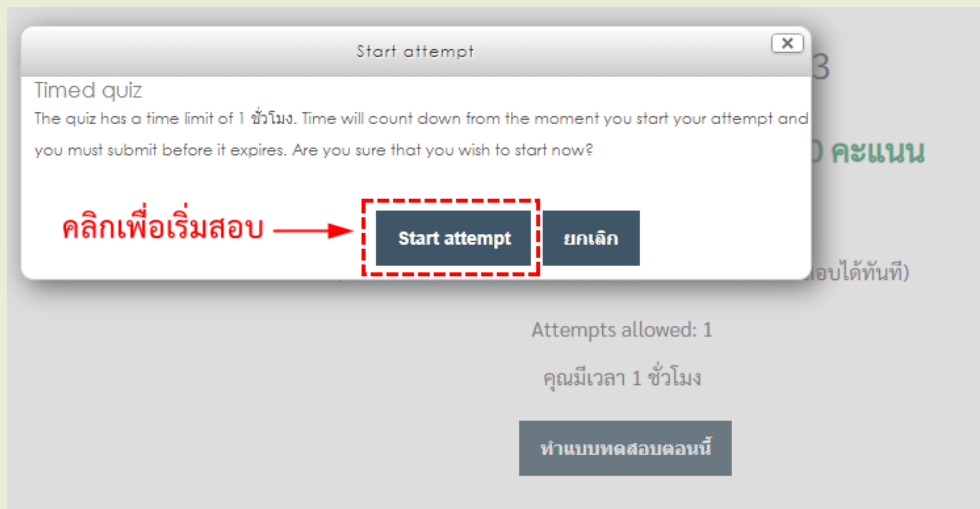 Start attempt
3
Timed quiz
The quiz has a time limit of 1 ชั่วโมง. Time will count down from the moment you start your attempt and
you must submit before it expires. Are you sure that you wish to start now?
คะแนน
คลิกเพื่อเริ่มสอบ
Start attempt
ยกเลิก
อบได้ทันที)
Attempts allowed: 1
คุณมีเวลา 1 ชั่วโมง
ทำแบบทดสอบตอนนี้